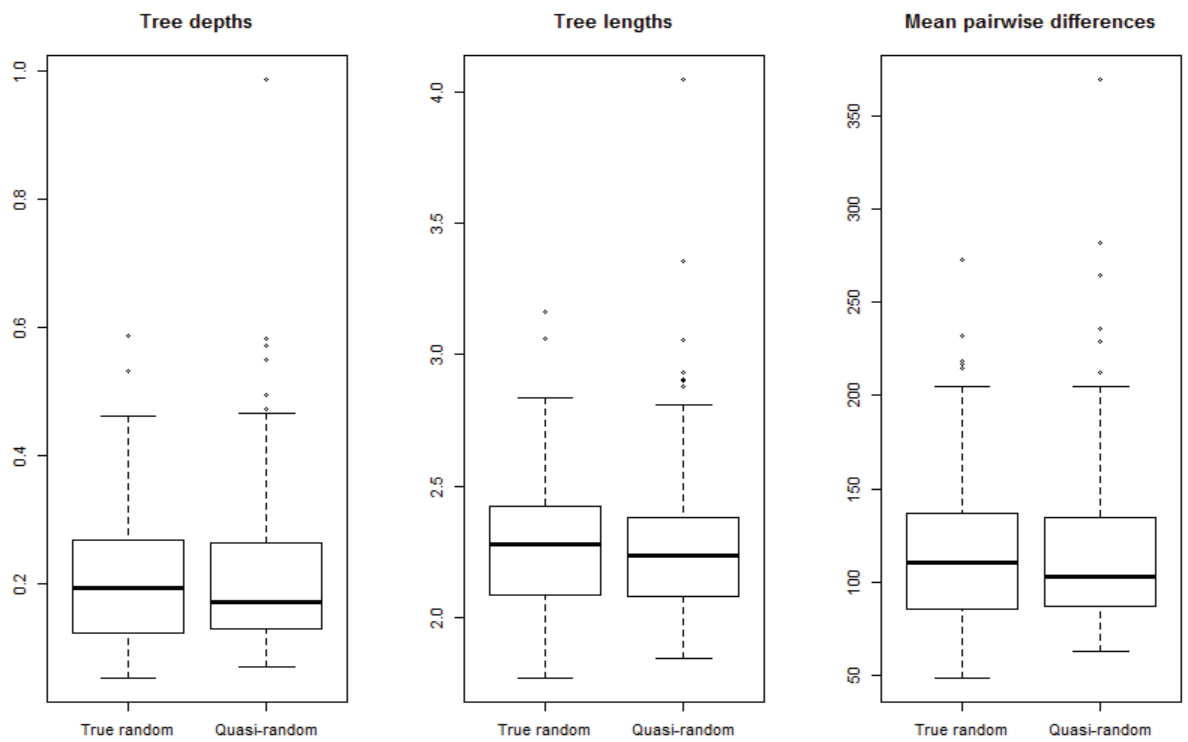 Tree depths
1.0
0.8
0.6
0.4
0.2
True random Quasi-random
Tree lengths
4.0
3.5
3.0
2.5
2.0
True random Quasi-random
Mean pairwise differences
350
300
250
200
150
100
50
True random Quasi-random